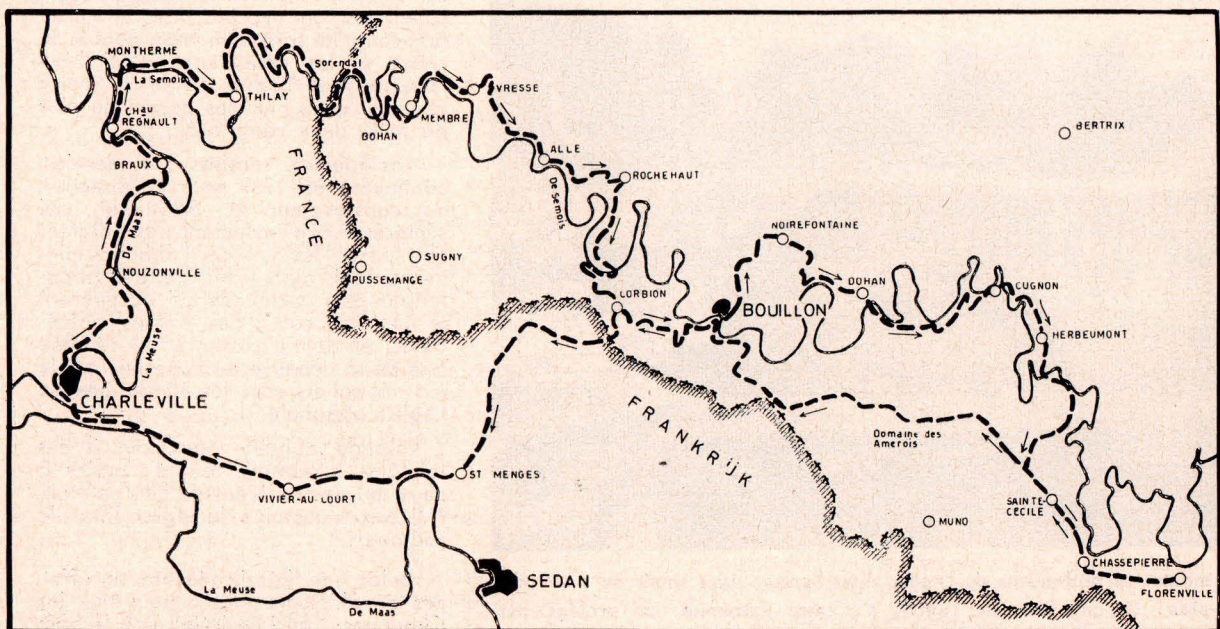 MONTHERME
La Semois
Sorendal
THILAY
Chau
REGNAULT
BRAUX
BOHAN
MEMBRE
VRESSE
ALLE
De Semois
ROCHEHAUT
BERTRIX
FRANCE
De Maas
NOUZONVILLE
La Meuse
PUSSEMANGE
SUGNY
NOIREFONTAINE
CORBION
BOUILLON
DOHAN
CUGNON
HERBEUMONT
CHARLEVILLE
FRANKRIJK
Domaine des
Amerois
ST MENGES
VIVIER-AU-COURT
SAINTE-
CÉCILE
MUNO
CHASSEPIERRE
FLORENVILLE
SEDAN
La Meuse
De Maas